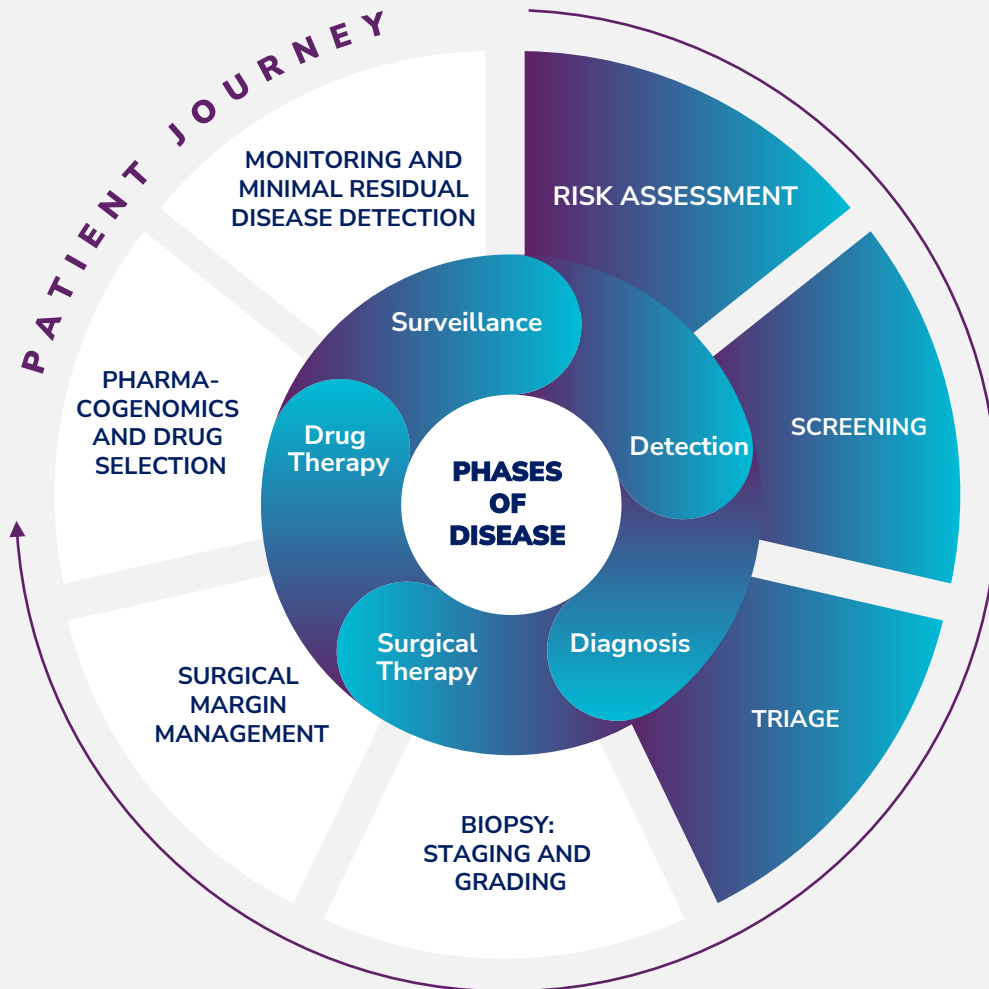 PATIENT JOURNEY
MONITORING AND
MINIMAL RESIDUAL
DISEASE DETECTION
RISK ASSESSMENT
SCREENING
TRIAGE
BIOPSY:
STAGING AND
GRADING
SURGICAL
MARGIN
MANAGEMENT
PHARMA-
COGENOMICS
AND DRUG
SELECTION
Surveillance
Detection
Diagnosis
Surgical
Therapy
Drug
Therapy
PHASES
OF
DISEASE